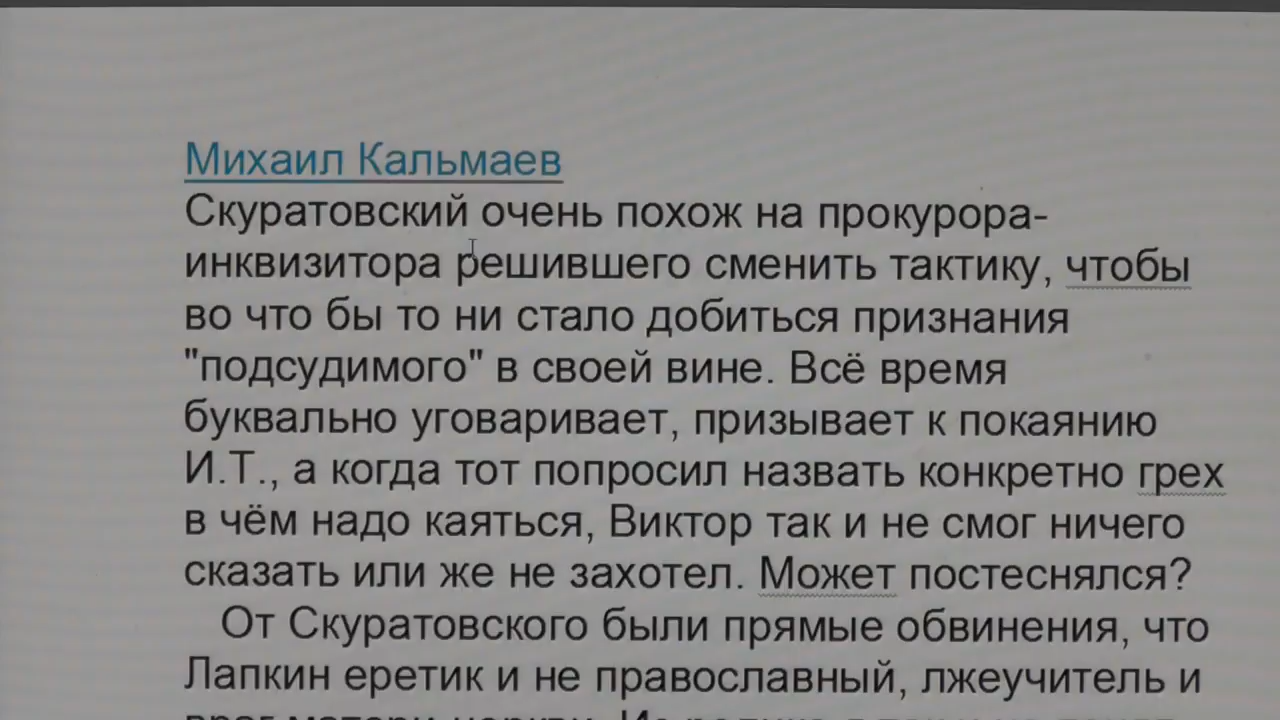 Михаил Кальмаев
Скуратовский очень похож на прокурора-
инквизитора решившего сменить тактику, чтобы
во что бы то ни стало добиться признания
"подсудимого" в своей вине. Всё время
буквально уговаривает, призывает к покаянию
И.Т., а когда тот попросил назвать конкретно грех
в чём надо каяться, Виктор так и не смог ничего
сказать или же не захотел. Может постеснялся?
От Скуратовского были прямые обвинения, что
Лапкин еретик и не православный, лжеучитель и